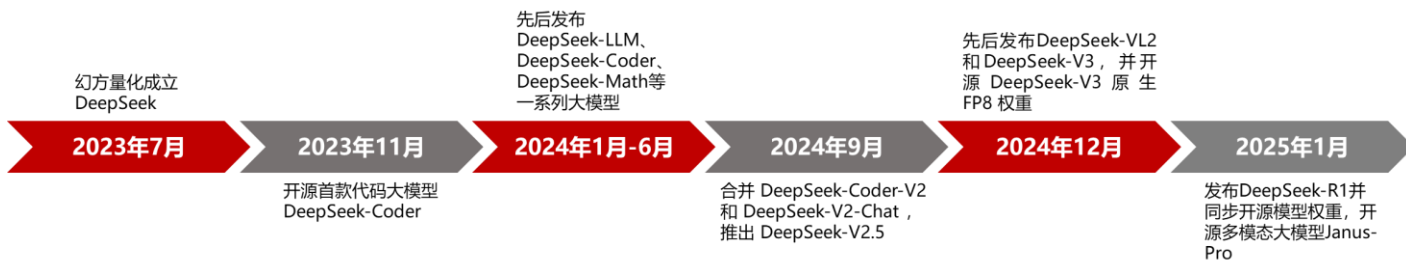 幻方量化成立
DeepSeek
2023年7月
2023年11月
开源首款代码大模型
DeepSeek-Coder
先后发布
DeepSeek-LLM、
DeepSeek-Coder、
DeepSeek-Math等
一系列大模型
2024年1月-6月
2024年9月
合并 DeepSeek-Coder-V2
和 DeepSeek-V2-Chat ，
推出 DeepSeek-V2.5
先后发布DeepSeek-VL2
和DeepSeek-V3 ，并开
源 DeepSeek-V3 原生
FP8 权重
2024年12月
2025年1月
发布DeepSeek-R1并
同步开源模型权重，开
源多模态大模型Janus-
Pro